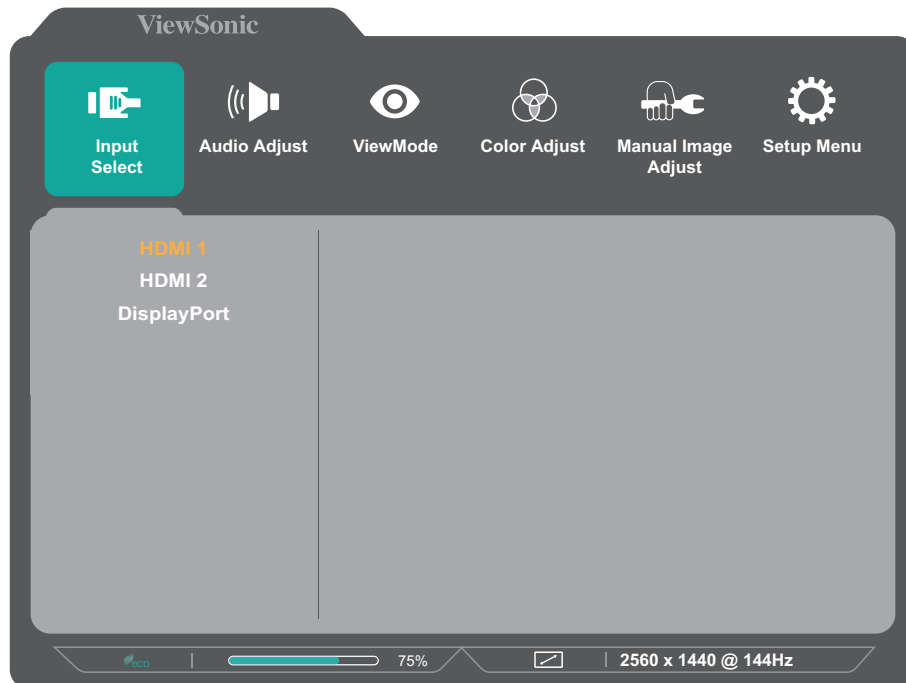 ViewSonic
Input
Select
Audio Adjust
ViewMode
Color Adjust
Manual Image
Adjust
Setup Menu
HDMI 1
HDMI 2
DisplayPort
eco
75%
2560 x 1440 @ 144Hz